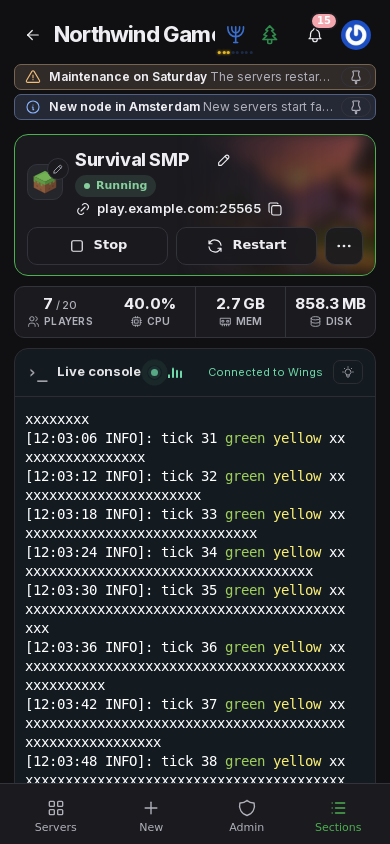 Northwind Game
15
Maintenance on Saturday The servers restar…
New node in Amsterdam New servers start fa…
Survival SMP
Running
play.example.com:25565
Stop
Restart
7 / 20
PLAYERS
40.0%
CPU
2.7 GB
MEM
858.3 MB
DISK
Live console
Connected to Wings
xxxxxxxx
[12:03:06 INFO]: tick 31 green yellow xx
xxxxxxxxxxxxxxx
[12:03:12 INFO]: tick 32 green yellow xx
xxxxxxxxxxxxxxxxxxxxxx
[12:03:18 INFO]: tick 33 green yellow xx
xxxxxxxxxxxxxxxxxxxxxxxxxxxxx
[12:03:24 INFO]: tick 34 green yellow xx
xxxxxxxxxxxxxxxxxxxxxxxxxxxxxxxxxxxx
[12:03:30 INFO]: tick 35 green yellow xx
xxxxxxxxxxxxxxxxxxxxxxxxxxxxxxxxxxxxxxxx
xxx
[12:03:36 INFO]: tick 36 green yellow xx
xxxxxxxxxxxxxxxxxxxxxxxxxxxxxxxxxxxxxxxx
xxxxxxxxxx
[12:03:42 INFO]: tick 37 green yellow xx
xxxxxxxxxxxxxxxxxxxxxxxxxxxxxxxxxxxxxxxx
xxxxxxxxxxxxxxxxx
[12:03:48 INFO]: tick 38 green yellow xx
xxxxxxxxxxxxxxxxxxxxxxxxxxxxxxxxxxxxxxxx
Servers
New
Admin
Sections